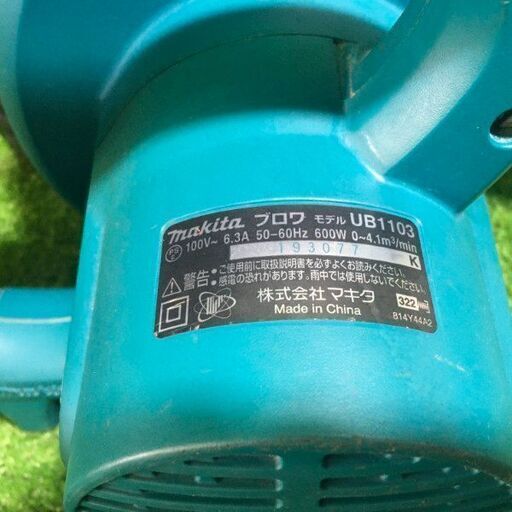 makita ブロワ モデル UB1103
100V~ 6.3A 50-60Hz 600W 0~4.1m³/min
193077 K
警告 ご使用前に取扱説明書を必ずよくお読みください。
感電の恐れがあります。雨中では使用しないでください。
株式会社マキタ 322
Made in China
814Y44A2